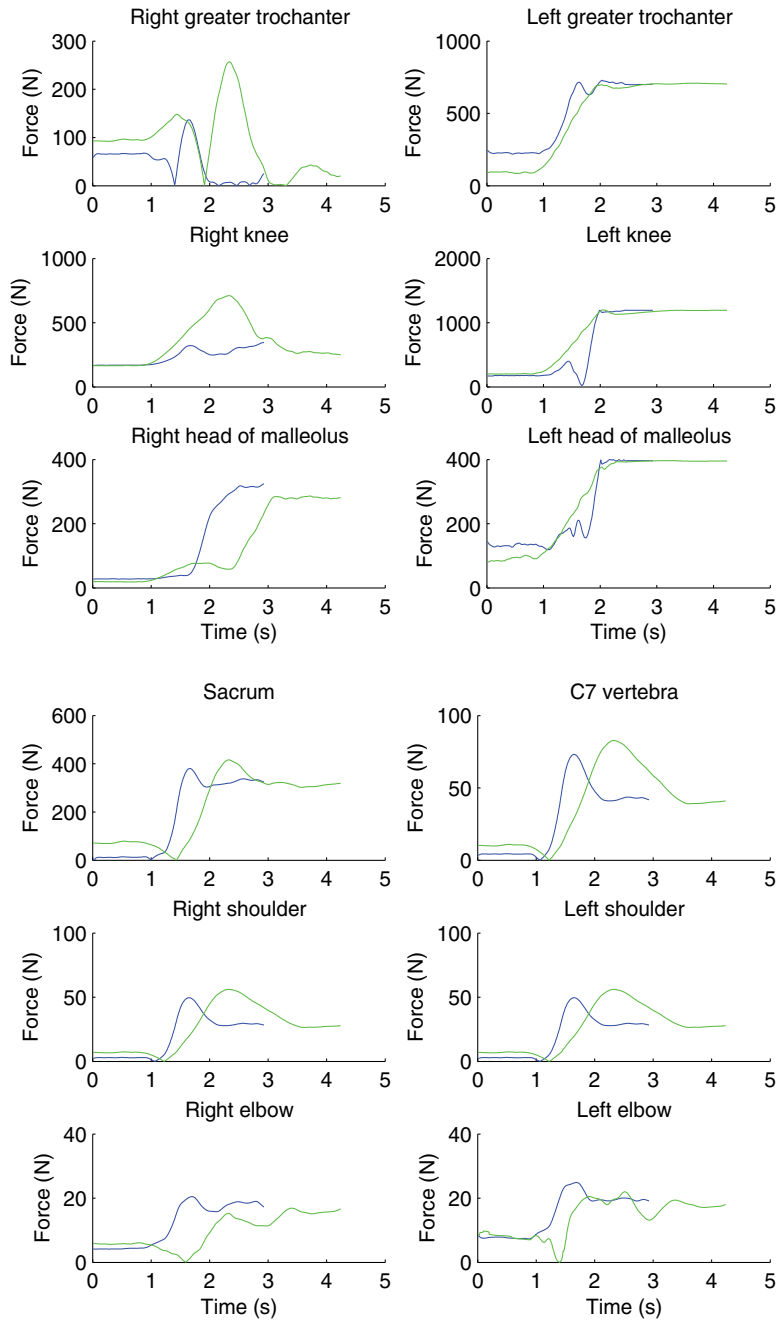 Right greater trochanter
Left greater trochanter
Force (N)
300
200
100
0
0 1 2 3 4 5
Force (N)
1000
500
0
0 1 2 3 4 5
Right knee
Left knee
Force (N)
1000
500
0
0 1 2 3 4 5
Force (N)
2000
1000
0
0 1 2 3 4 5
Right head of malleolus
Left head of malleolus
Force (N)
400
200
0
0 1 2 3 4 5
Time (s)
Force (N)
400
200
0
0 1 2 3 4 5
Time (s)
Sacrum
C7 vertebra
Force (N)
600
400
200
0
0 1 2 3 4 5
Force (N)
100
50
0
0 1 2 3 4 5
Right shoulder
Left shoulder
Force (N)
100
50
0
0 1 2 3 4 5
Force (N)
100
50
0
0 1 2 3 4 5
Right elbow
Left elbow
Force (N)
40
20
0
0 1 2 3 4 5
Time (s)
Force (N)
40
20
0
0 1 2 3 4 5
Time (s)